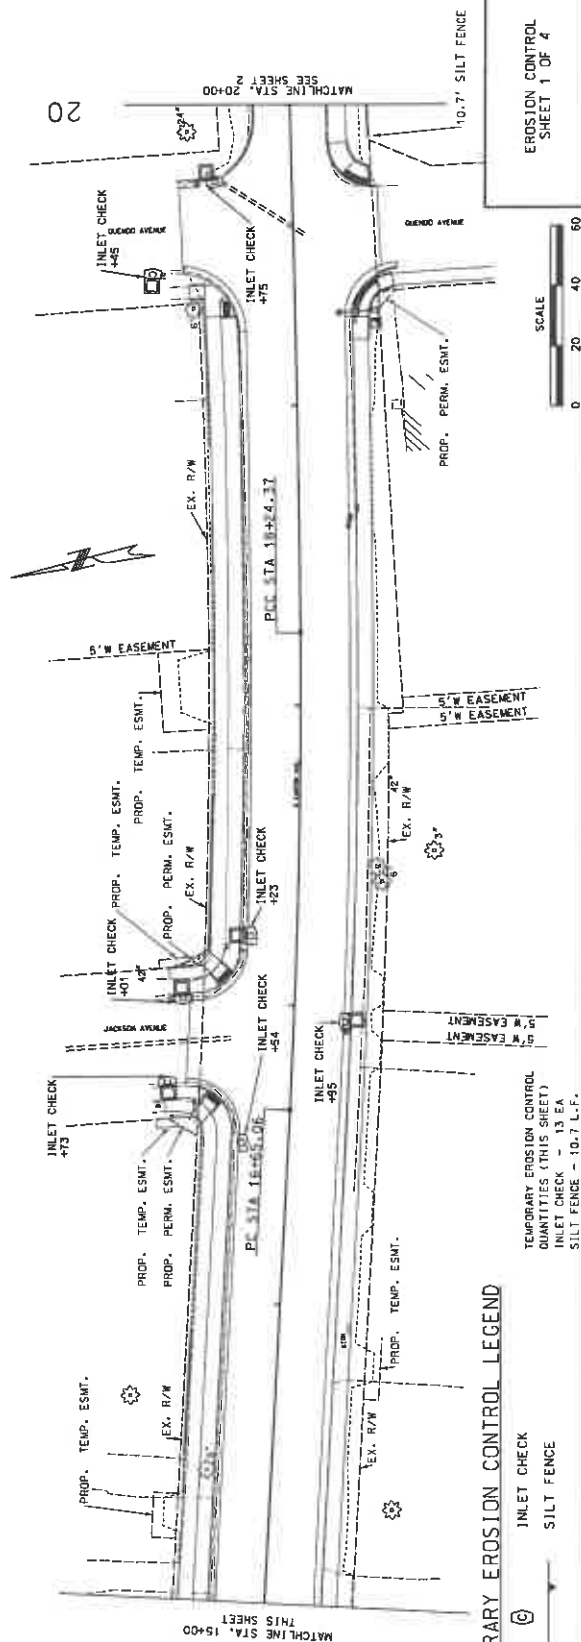 20
MATCHLINE STA. 20+00
SEE SHEET 2
10.7' SILT FENCE
EROSION CONTROL
SHEET 1 OF 4
24"
INLET CHECK
+45
QUENDO AVENUE
INLET CHECK
+75
QUENDO AVENUE
6"
EX. R/W
PROP. PERM. ESMT.
SCALE
0 20 40 60
N
PCC STA 18+24.37
5'W EASEMENT
PROP. TEMP. ESMT.
5'W EASEMENT
5'W EASEMENT
PROP. TEMP. ESMT.
PROP. PERM. ESMT.
EX. R/W
INLET CHECK
+01
42"
INLET CHECK
+23
42"
EX. R/W
3"
6"
JACKSON AVENUE
INLET CHECK
+54
INLET CHECK
+95
5'W EASEMENT
5'W EASEMENT
INLET CHECK
+73
PROP. TEMP. ESMT.
PROP. PERM. ESMT.
PC STA 16+65.06
TEMPORARY EROSION CONTROL
QUANTITIES (THIS SHEET)
INLET CHECK - 13 EA
SILT FENCE - 10.7 L.F.
PROP. TEMP. ESMT.
EX. R/W
PROP. TEMP. ESMT.
EX. R/W
MATCHLINE STA. 15+00
THIS SHEET
RARY EROSION CONTROL LEGEND
C INLET CHECK
SILT FENCE